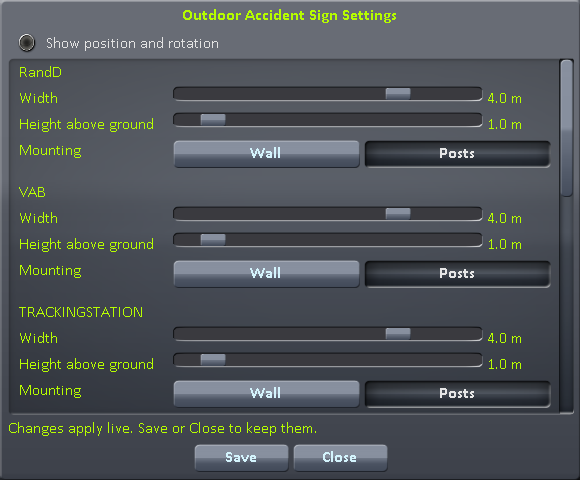 Outdoor Accident Sign Settings
Show position and rotation
RandD
Width 4.0 m
Height above ground 1.0 m
Mounting Wall Posts
VAB
Width 4.0 m
Height above ground 1.0 m
Mounting Wall Posts
TRACKINGSTATION
Width 4.0 m
Height above ground 1.0 m
Mounting Wall Posts
Changes apply live. Save or Close to keep them.
Save Close